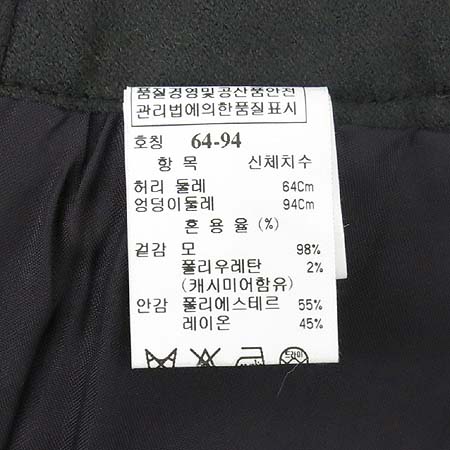 품질경영및공산품안전
관리법에의한품질표시
호칭 64-94
항 목 신체치수
허리 둘레 64Cm
엉덩이둘레 94Cm
혼 용 율 (%)
겉감 모 98%
폴리우레탄 2%
(캐시미어함유)
안감 폴리에스테르 55%
레이온 45%
드라이